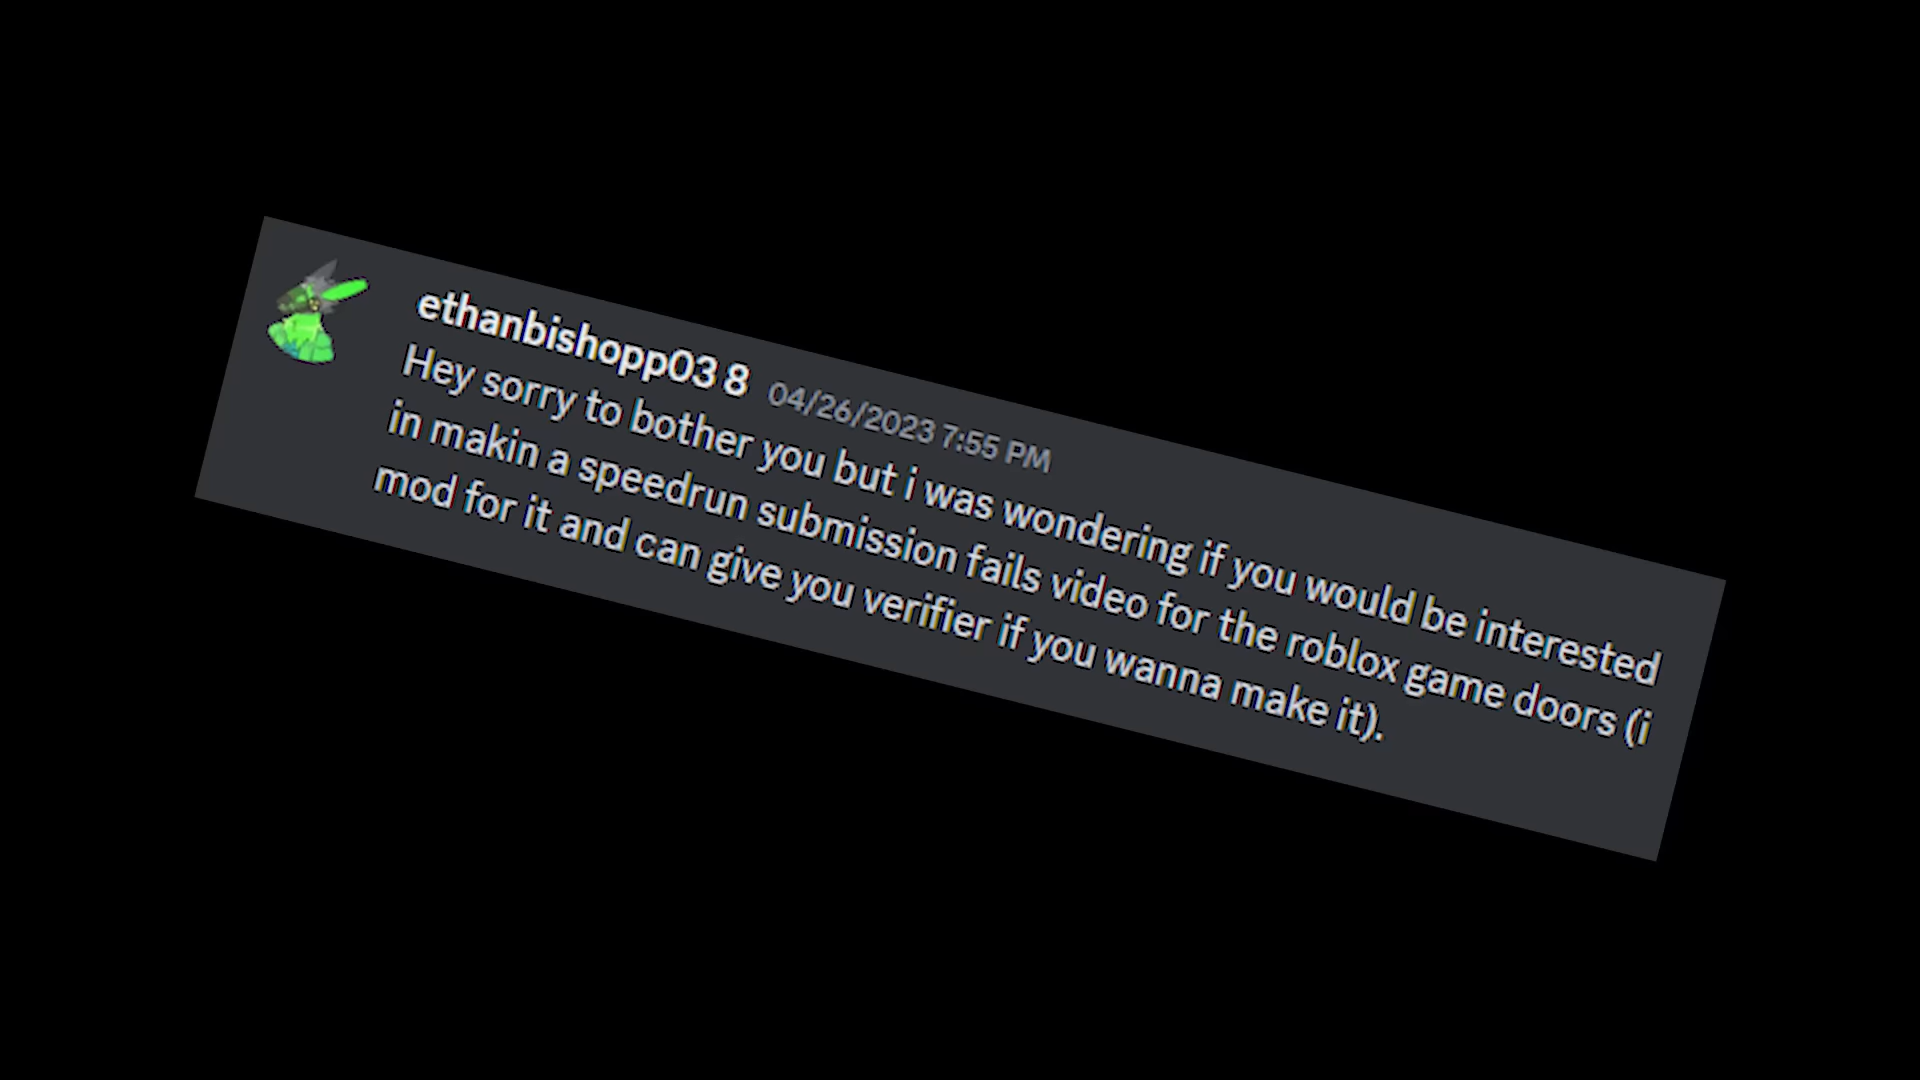 ethanbishopp03 8 04/26/2023 7:55 PM
Hey sorry to bother you but i was wondering if you would be interested
in makin a speedrun submission fails video for the roblox game doors (i
mod for it and can give you verifier if you wanna make it).